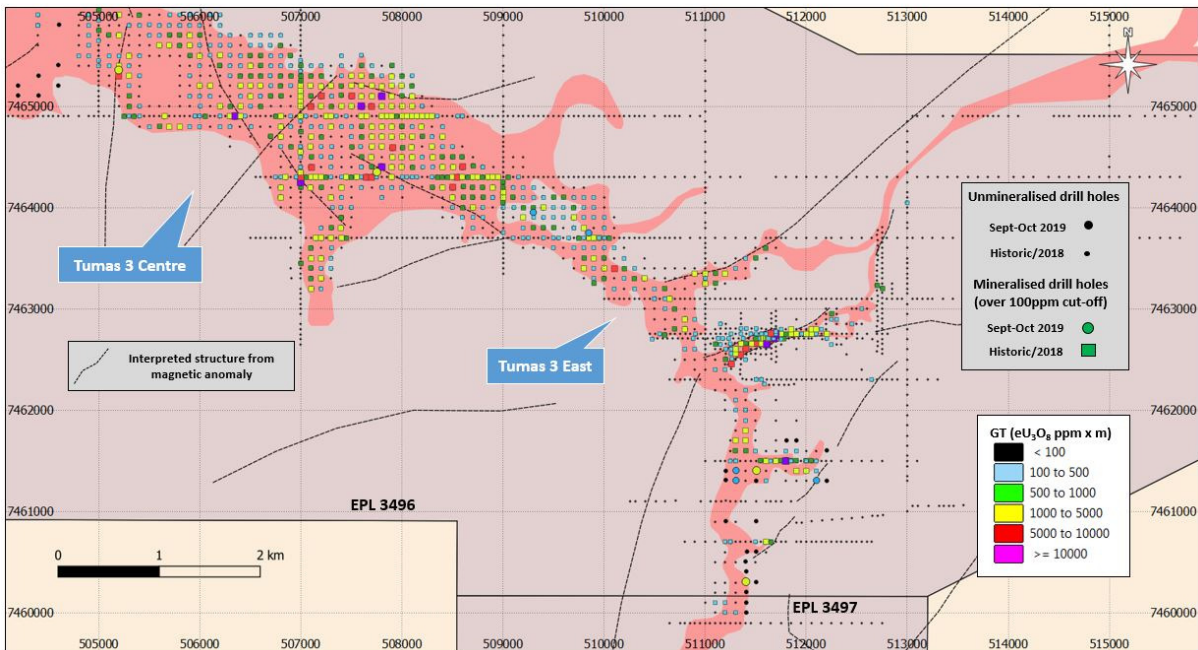 505000 506000 507000 508000 509000 510000 511000 512000 513000 514000 515000
N
7465000
7465000
7464000
7464000
Unmineralised drill holes
Sept-Oct 2019
Historic/2018
Mineralised drill holes
(over 100ppm cut-off)
Sept-Oct 2019
Historic/2018
Tumas 3 Centre
7463000
7463000
Interpreted structure from
magnetic anomaly
Tumas 3 East
7462000
7462000
GT (eU₃O₈ ppm x m)
< 100
100 to 500
500 to 1000
1000 to 5000
5000 to 10000
>= 10000
EPL 3496
7461000
7461000
0 1 2 km
EPL 3497
7460000
7460000
505000 506000 507000 508000 509000 510000 511000 512000 513000 514000 515000